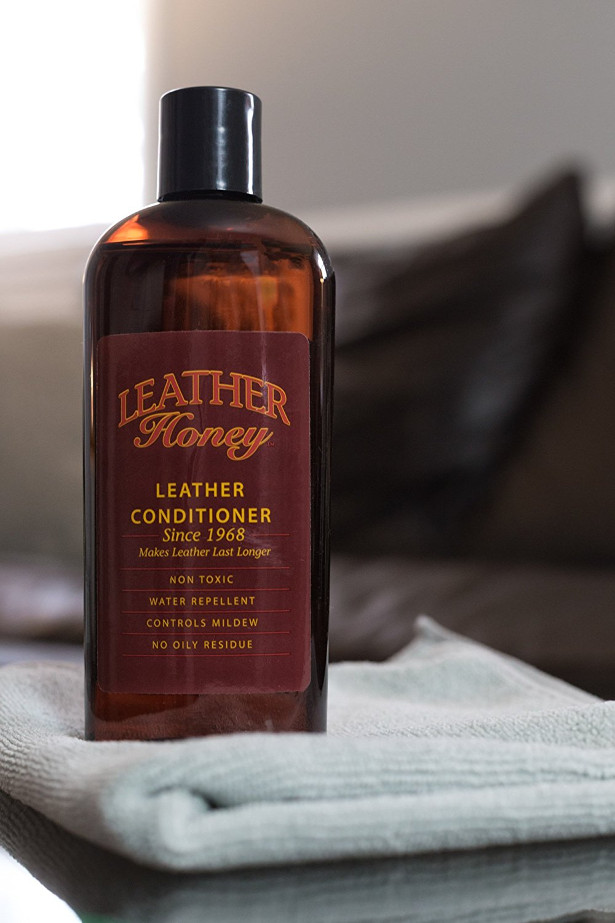 LEATHER
Honey
LEATHER
CONDITIONER
Since 1968
Makes Leather Last Longer
NON TOXIC
WATER REPELLENT
CONTROLS MILDEW
NO OILY RESIDUE